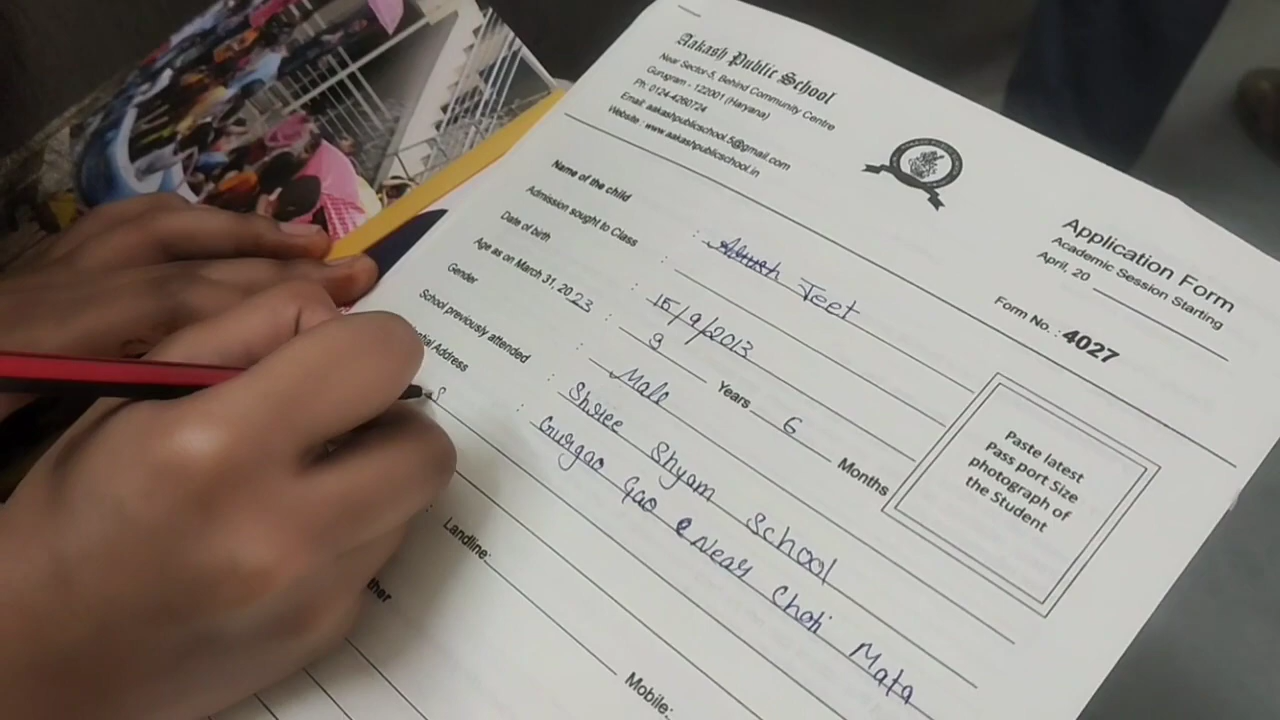 Aakash Public School
Near Sector-5, Behind Community Centre
Gurugram - 122001 (Haryana)
Ph: 0124-4260724
Email: aakashpublicschool.5@gmail.com
Website : www.aakashpublicschool.in
Application Form
Academic Session Starting
April, 20
Form No. : 4027
Paste latest
Pass port Size
photograph of
the Student
Name of the child : Jeet
Admission sought to Class :
Date of birth : 15/9/2013
Age as on March 31, 2023 : 9 Years 6 Months
Gender : Male
School previously attended : Shree Shyam School
Address : Gurgao Gao Near Choti Mata
: Landline:
Mobile: